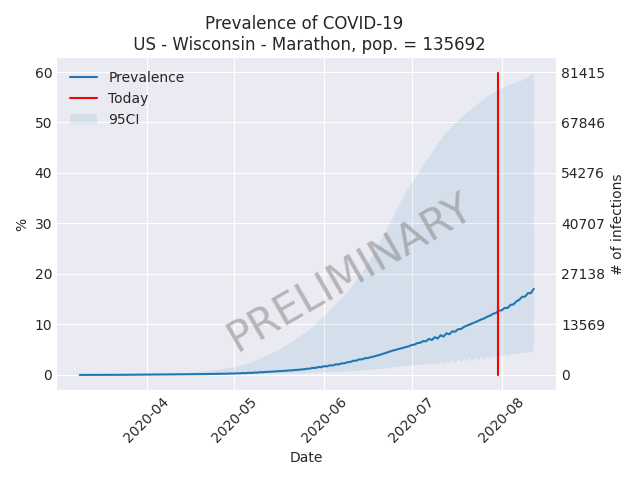 Prevalence of COVID-19
US - Wisconsin - Marathon, pop. = 135692
Prevalence
Today
95CI
60
50
40
30
20
10
0
%
81415
67846
54276
40707
27138
13569
0
# of infections
PRELIMINARY
2020-04
2020-05
2020-06
2020-07
2020-08
Date